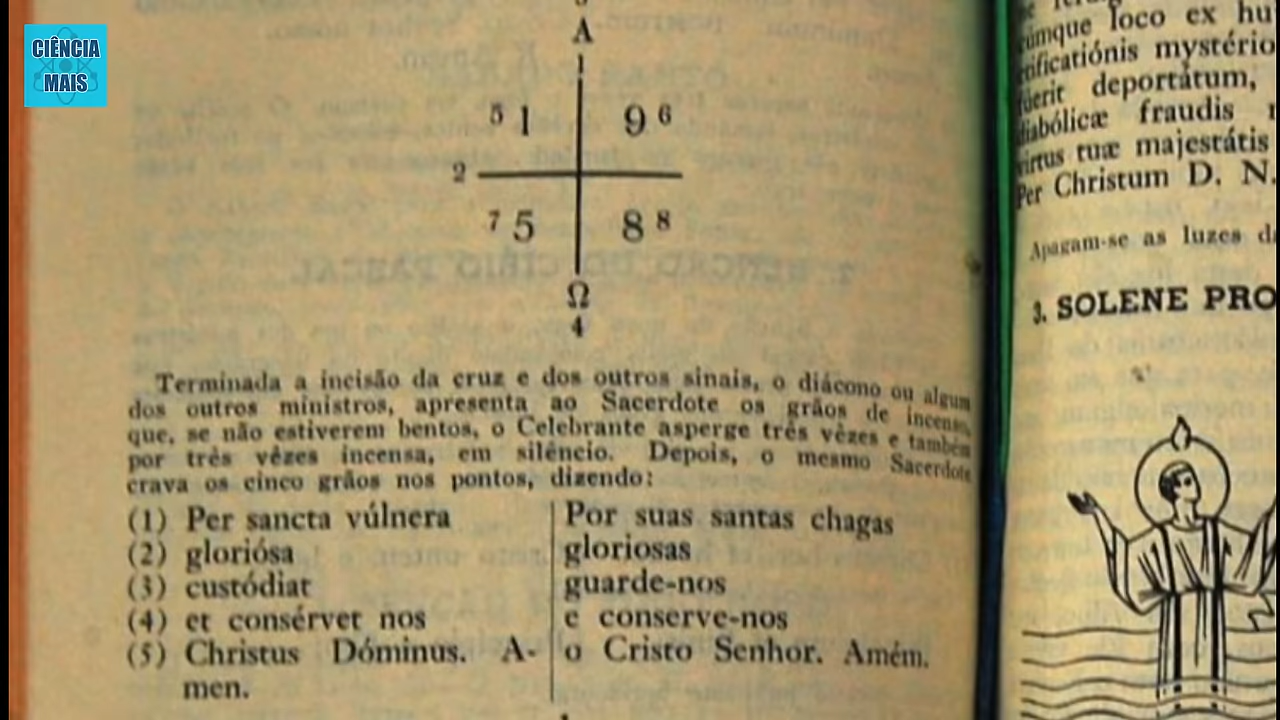 CIÊNCIA
MAIS
A
5 1 9 6
2
7 5 8 8
Ω
4
Terminada a incisão da cruz e dos outros sinais, o diácono ou algum
dos outros ministros, apresenta ao Sacerdote os grãos de incenso,
que, se não estiverem bentos, o Celebrante asperge três vêzes e também
por três vêzes incensa, em silêncio. Depois, o mesmo Sacerdote
crava os cinco grãos nos pontos, dizendo:
(1) Per sancta vúlnera Por suas santas chagas
(2) gloriósa gloriosas
(3) custódiat guarde-nos
(4) et consérvet nos e conserve-nos
(5) Christus Dóminus. A- o Cristo Senhor. Amém.
men.
loco ex hu
mystério
deportátum,
fraudis
tuæ majestátis
Per Christum D. N.
Apagam-se as luzes
3. SOLENE PRO